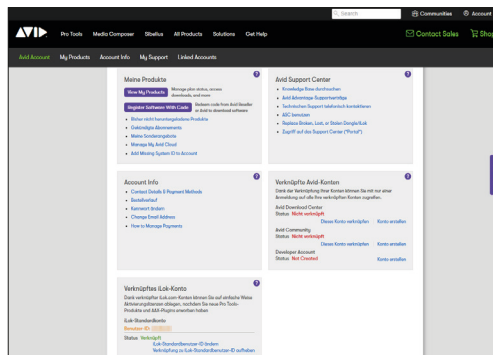 Search
Communities
Account
AVID
Pro Tools
Media Composer
Sibelius
All Products
Solutions
Get Help
Contact Sales
Shop
Avid Account
My Products
Account Info
My Support
Linked Accounts
Meine Produkte
View My Products
Manage plan status, access
downloads, and more
Register Software With Code
Redeem code from Avid Reseller
or Avid to download software
Bisher nicht heruntergeladene Produkte
Gekündigte Abonnements
Meine Sonderangebote
Manage My Avid Cloud
Add Missing System ID to Account
Avid Support Center
Knowledge Base durchsuchen
Avid Advantage-Supportverträge
Technischen Support telefonisch kontaktieren
ASC benutzen
Replace Broken, Lost, or Stolen Dongle/iLok
Zugriff auf das Support Center ("Portal")
Account Info
Contact Details & Payment Methods
Bestellverlauf
Kennwort ändern
Change Email Address
How to Manage Payments
Verknüpfte Avid-Konten
Dank der Verknüpfung Ihrer Konten können Sie mit nur einer
Anmeldung auf alle Ihre verknüpften Konten zugreifen.
Avid Download Center
Status Nicht verknüpft
Dieses Konto verknüpfen Konto erstellen
Avid Community
Status Nicht verknüpft
Dieses Konto verknüpfen Konto erstellen
Developer Account
Status Not Created
Konto erstellen
Verknüpftes iLok-Konto
Dank verknüpfter iLok.com-Konten können Sie auf einfache Weise
Aktivierungslizenzen ablegen, nachdem Sie neue Pro Tools-
Produkte und AAX-Plugins erworben haben
iLok-Standardkonto
Benutzer-ID:
Status Verknüpft
iLok-Standardbenutzer-ID ändern
Verknüpfung zu iLok-Standardbenutzer-ID aufheben